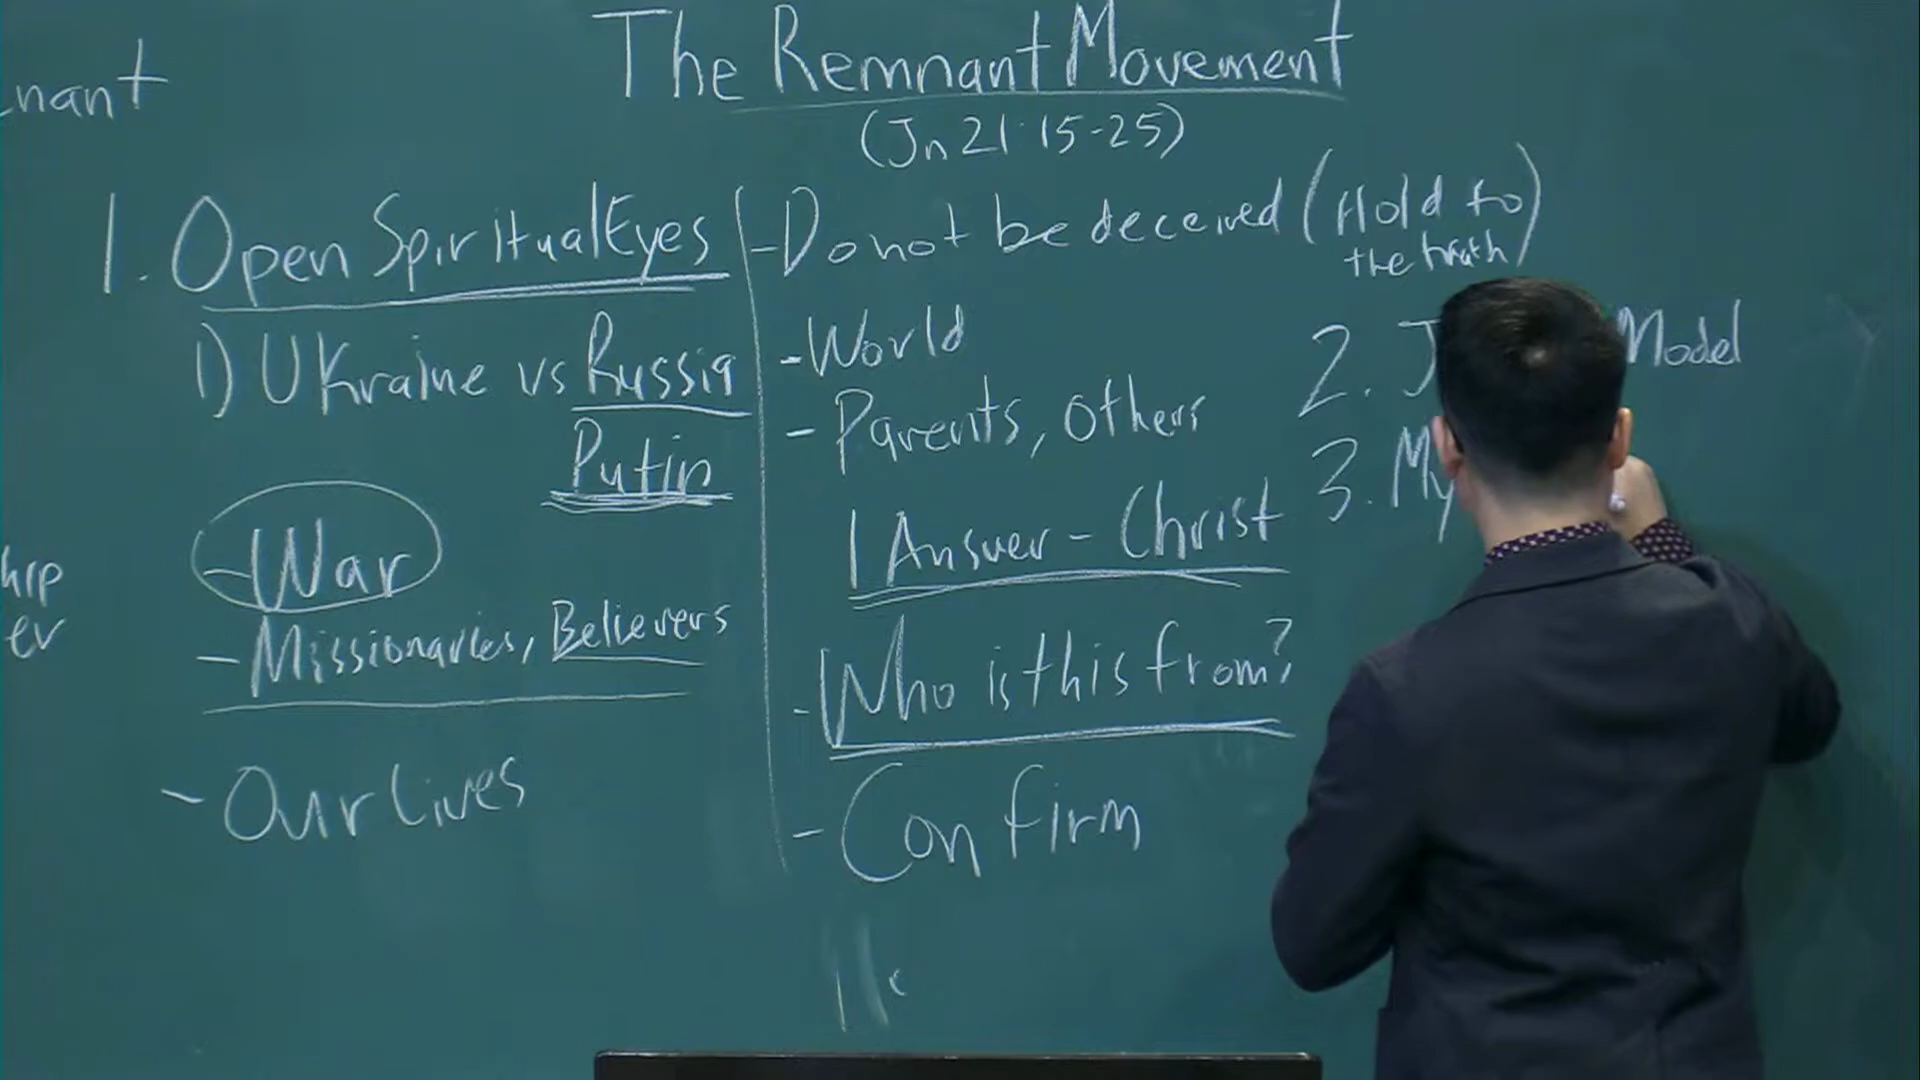 The Remnant Movement
(Jn 21:15-25)
nant
1. Open Spiritual Eyes
1) Ukraine vs Russia
Putin
- War
- Missionaries, Believers
- Our Lives
hip
er
- Do not be deceived (Hold to
the truth)
- World
- Parents, Others
1 Answer - Christ
- Who is this from?
- Confirm
2. J Model
3. My